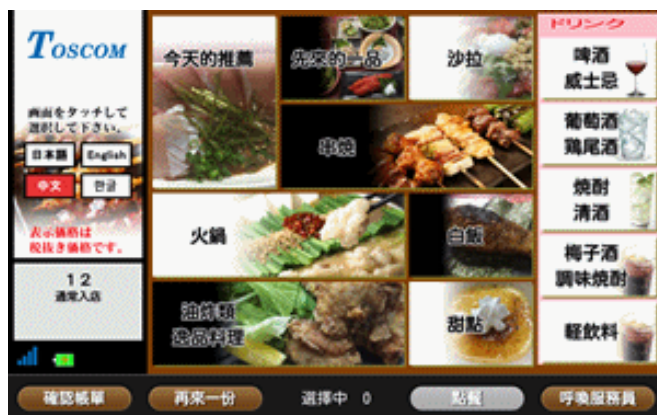 TOSCOM
画面をタッチして
選択して下さい。
日本語
English
中文
한글
表示価格は
税抜き価格です。
12
通常入店
今天的推薦
先來的一品
沙拉
串燒
火鍋
白飯
油炸類
逸品料理
甜點
ドリンク
啤酒
威士忌
葡萄酒
鶏尾酒
焼酎
清酒
梅子酒
調味焼酎
軽飲料
確認帳單
再來一份
選擇中 0
點餐
呼喚服務員